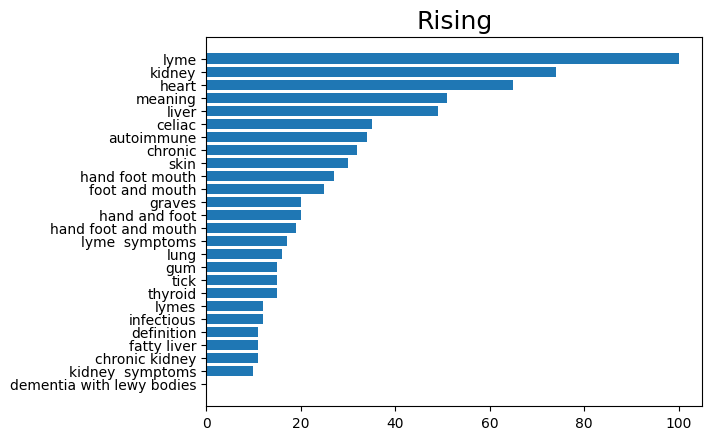 Rising
lyme
kidney
heart
meaning
liver
celiac
autoimmune
chronic
skin
hand foot mouth
foot and mouth
graves
hand and foot
hand foot and mouth
lyme  symptoms
lung
gum
tick
thyroid
lymes
infectious
definition
fatty liver
chronic kidney
kidney  symptoms
dementia with lewy bodies
0 20 40 60 80 100